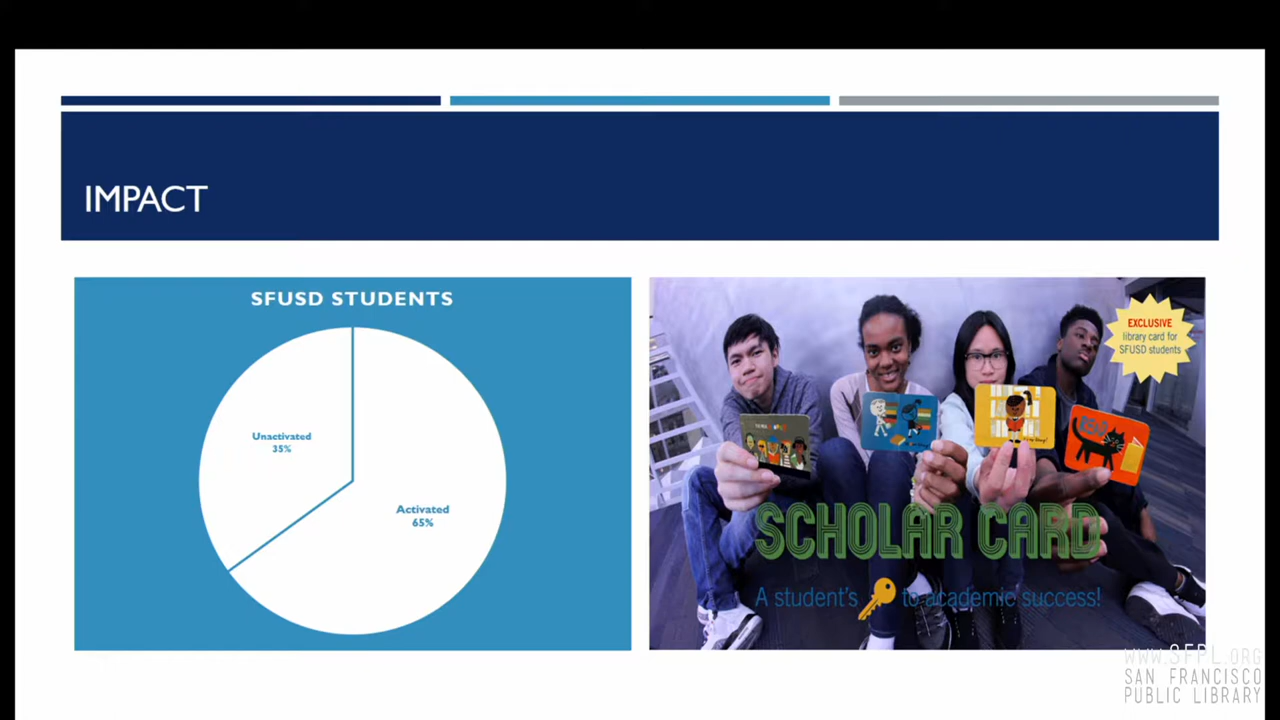 IMPACT
SFUSD STUDENTS
Unactivated
35%
Activated
65%
EXCLUSIVE
library card for
SFUSD students
SCHOLAR CARD
A student's to academic success!
WWW.SFPL.ORG
SAN FRANCISCO
PUBLIC LIBRARY